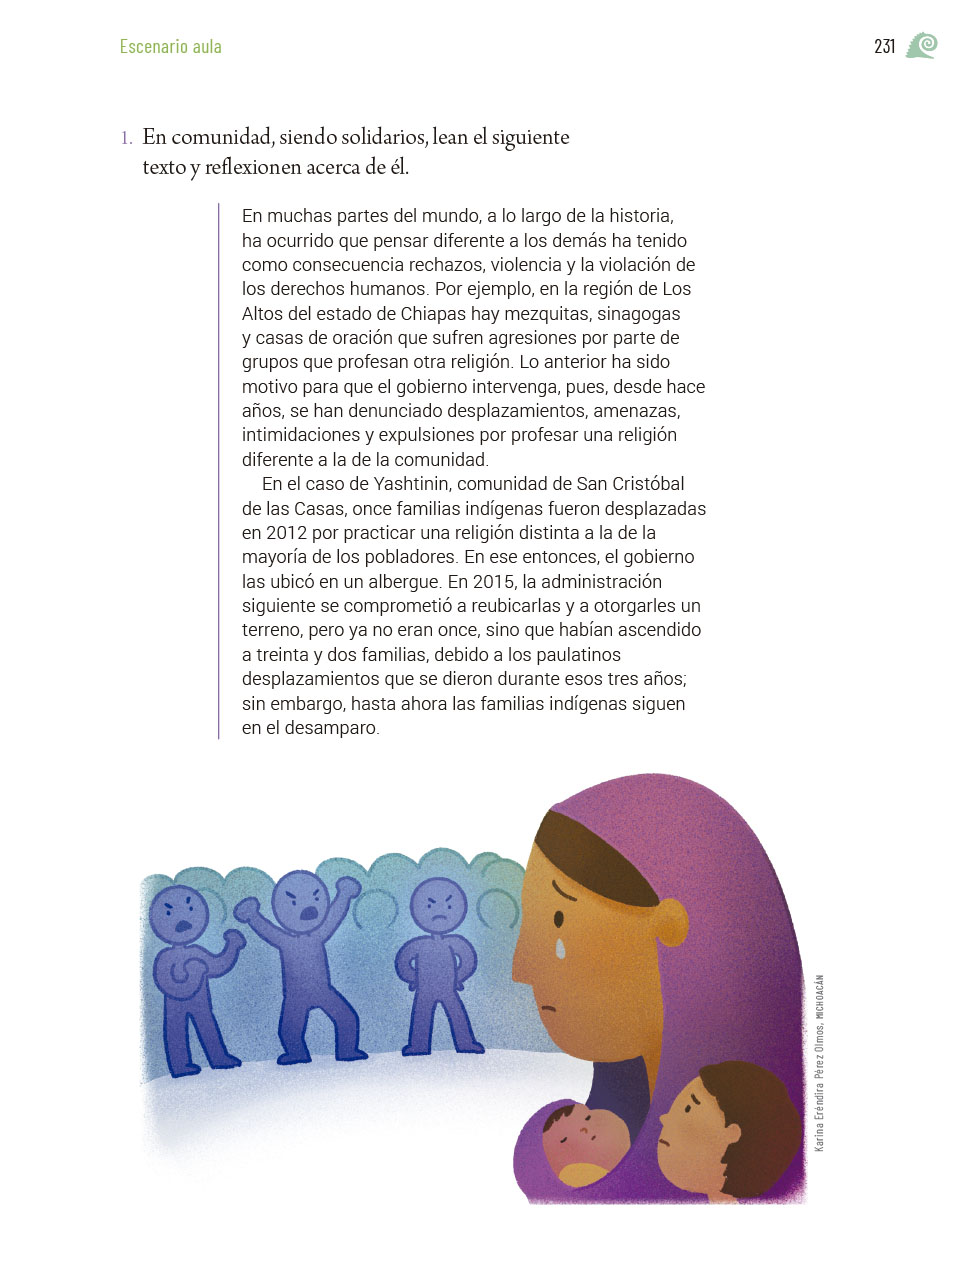 Escenario aula
231
1. En comunidad, siendo solidarios, lean el siguiente
texto y reflexionen acerca de él.
En muchas partes del mundo, a lo largo de la historia,
ha ocurrido que pensar diferente a los demás ha tenido
como consecuencia rechazos, violencia y la violación de
los derechos humanos. Por ejemplo, en la región de Los
Altos del estado de Chiapas hay mezquitas, sinagogas
y casas de oración que sufren agresiones por parte de
grupos que profesan otra religión. Lo anterior ha sido
motivo para que el gobierno intervenga, pues, desde hace
años, se han denunciado desplazamientos, amenazas,
intimidaciones y expulsiones por profesar una religión
diferente a la de la comunidad.
En el caso de Yashtinin, comunidad de San Cristóbal
de las Casas, once familias indígenas fueron desplazadas
en 2012 por practicar una religión distinta a la de la
mayoría de los pobladores. En ese entonces, el gobierno
las ubicó en un albergue. En 2015, la administración
siguiente se comprometió a reubicarlas y a otorgarles un
terreno, pero ya no eran once, sino que habían ascendido
a treinta y dos familias, debido a los paulatinos
desplazamientos que se dieron durante esos tres años;
sin embargo, hasta ahora las familias indígenas siguen
en el desamparo.
Karina Eréndira Pérez Olmos, MICHOACÁN